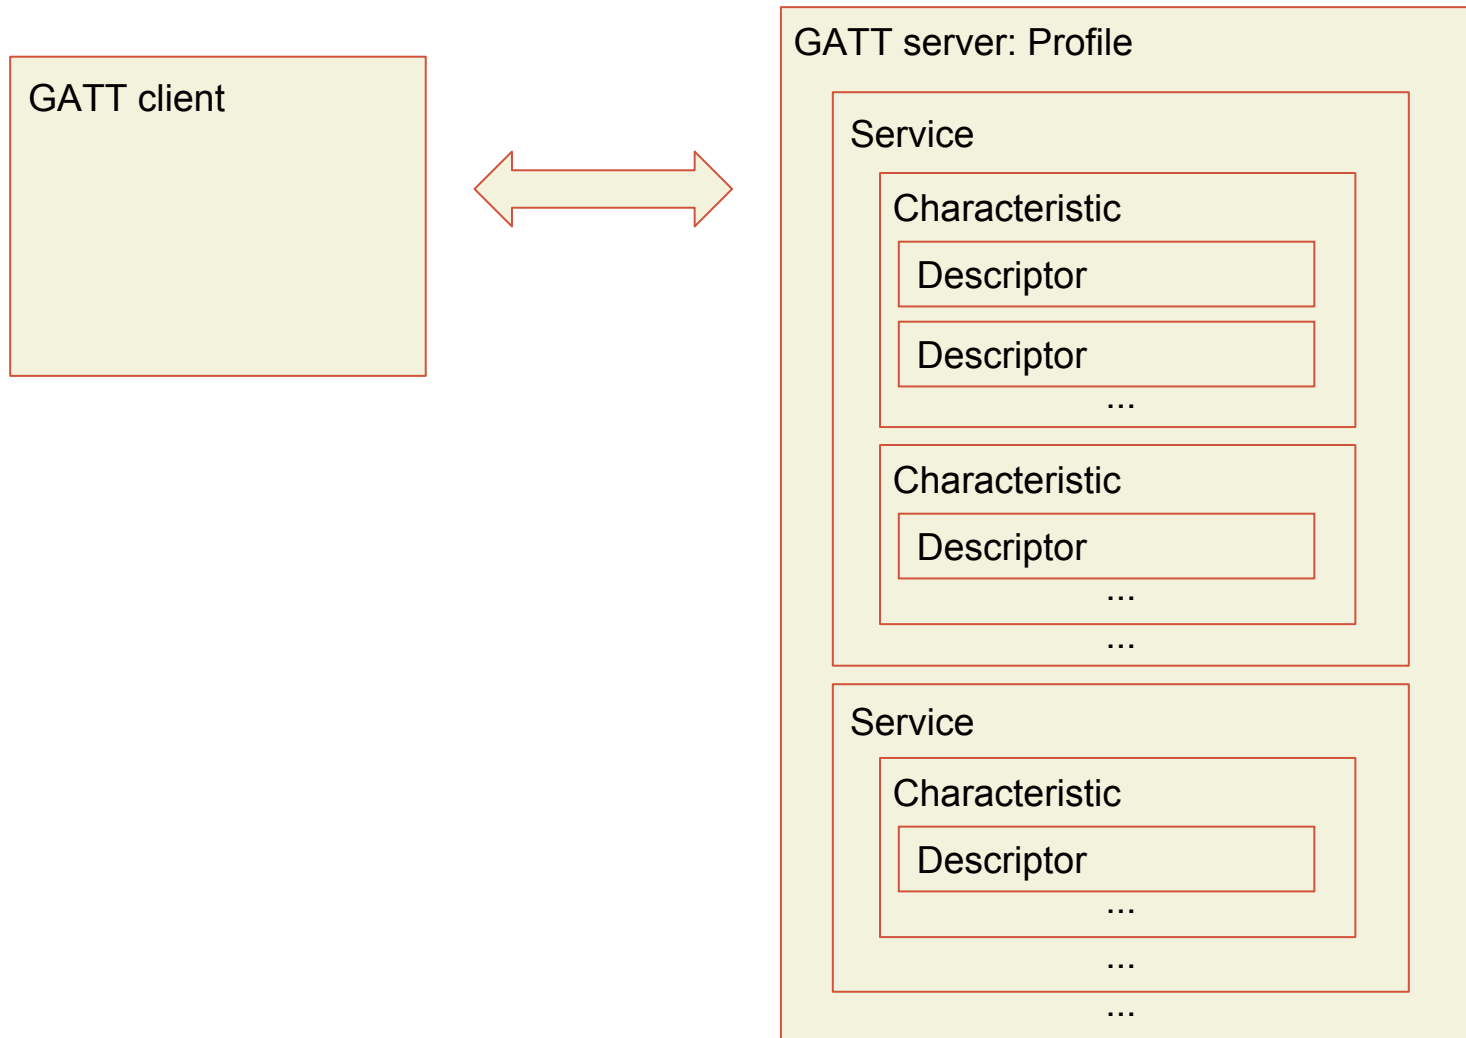 GATT client
GATT server: Profile
Service
Characteristic
Descriptor
Descriptor
...
Characteristic
Descriptor
...
...
Service
Characteristic
Descriptor
...
...
...